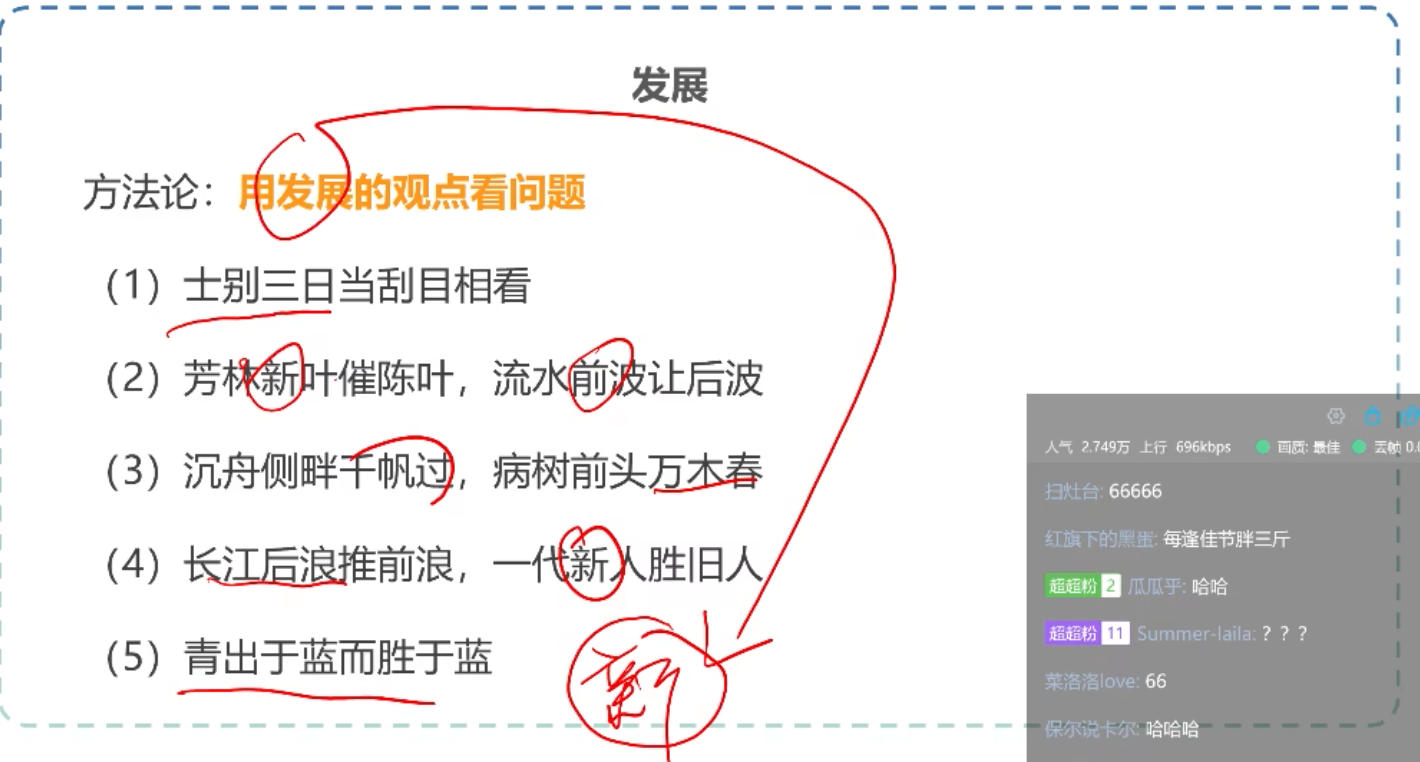 发展
方法论：用发展的观点看问题
（1）士别三日当刮目相看
（2）芳林新叶催陈叶，流水前波让后波
（3）沉舟侧畔千帆过，病树前头万木春
（4）长江后浪推前浪，一代新人胜旧人
（5）青出于蓝而胜于蓝
新
人气 2.749万 上行 696kbps 画质: 最佳 丢帧 0.0
扫灶台: 66666
红旗下的黑蛋: 每逢佳节胖三斤
超超粉 2 瓜瓜乎: 哈哈
超超粉 11 Summer-laila: ？？？
菜洛洛love: 66
保尔说卡尔: 哈哈哈